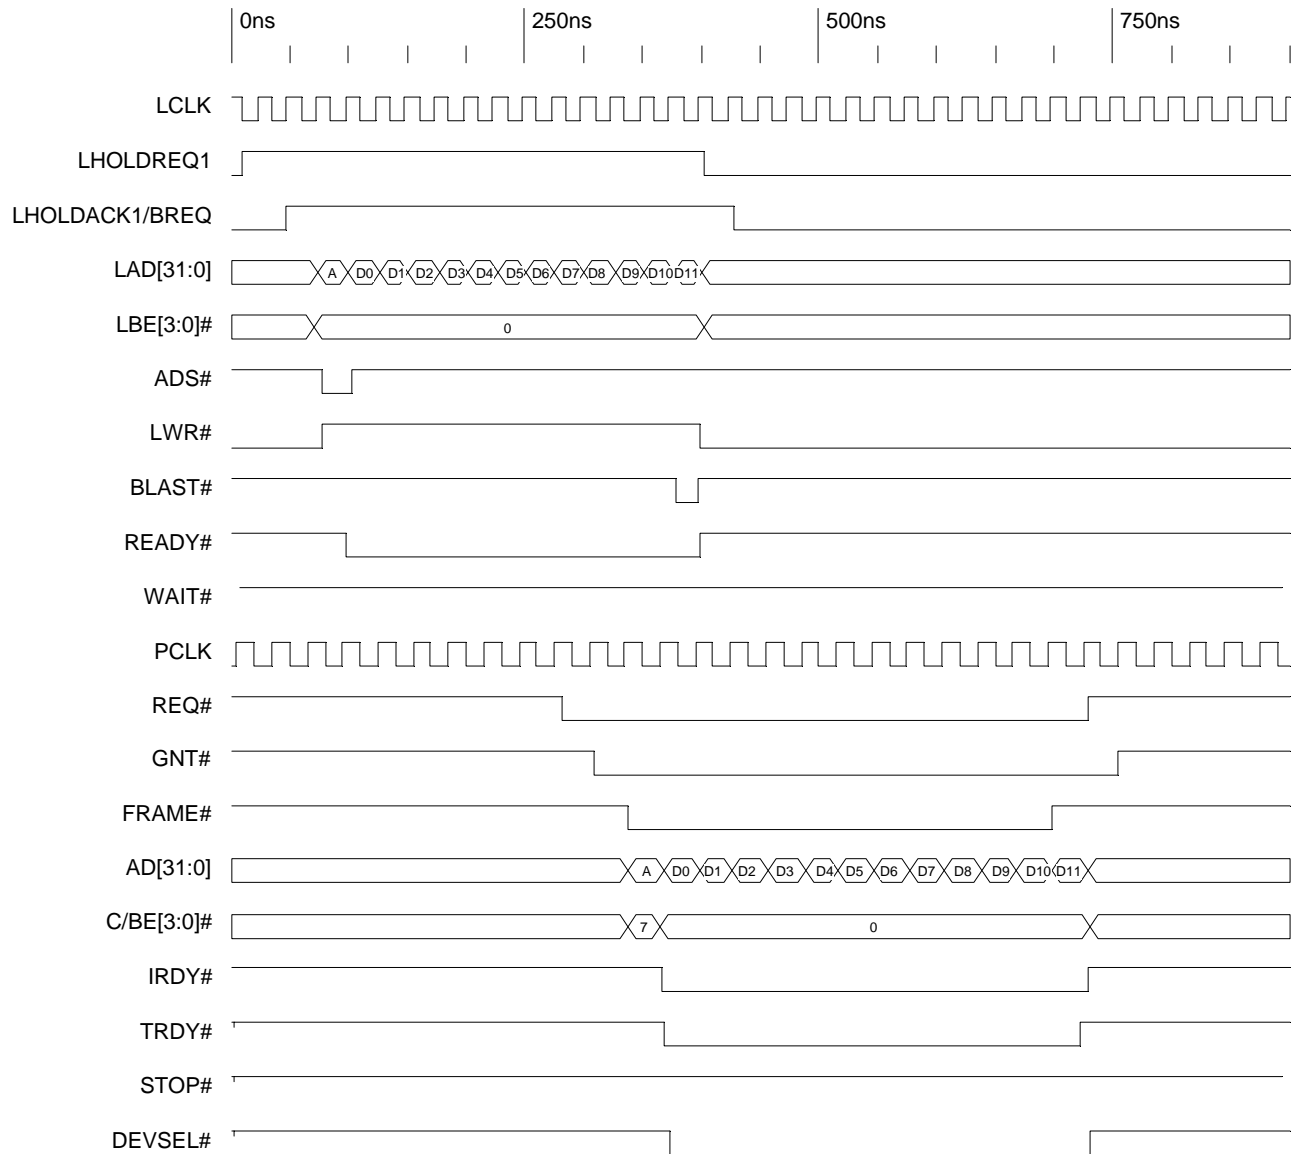 0ns 250ns 500ns 750ns
LCLK
LHOLDREQ1
LHOLDACK1/BREQ
LAD[31:0] A D0 D1 D2 D3 D4 D5 D6 D7 D8 D9 D10 D11
LBE[3:0]# 0
ADS#
LWR#
BLAST#
READY#
WAIT#
PCLK
REQ#
GNT#
FRAME#
AD[31:0] A D0 D1 D2 D3 D4 D5 D6 D7 D8 D9 D10 D11
C/BE[3:0]# 7 0
IRDY#
TRDY#
STOP#
DEVSEL#